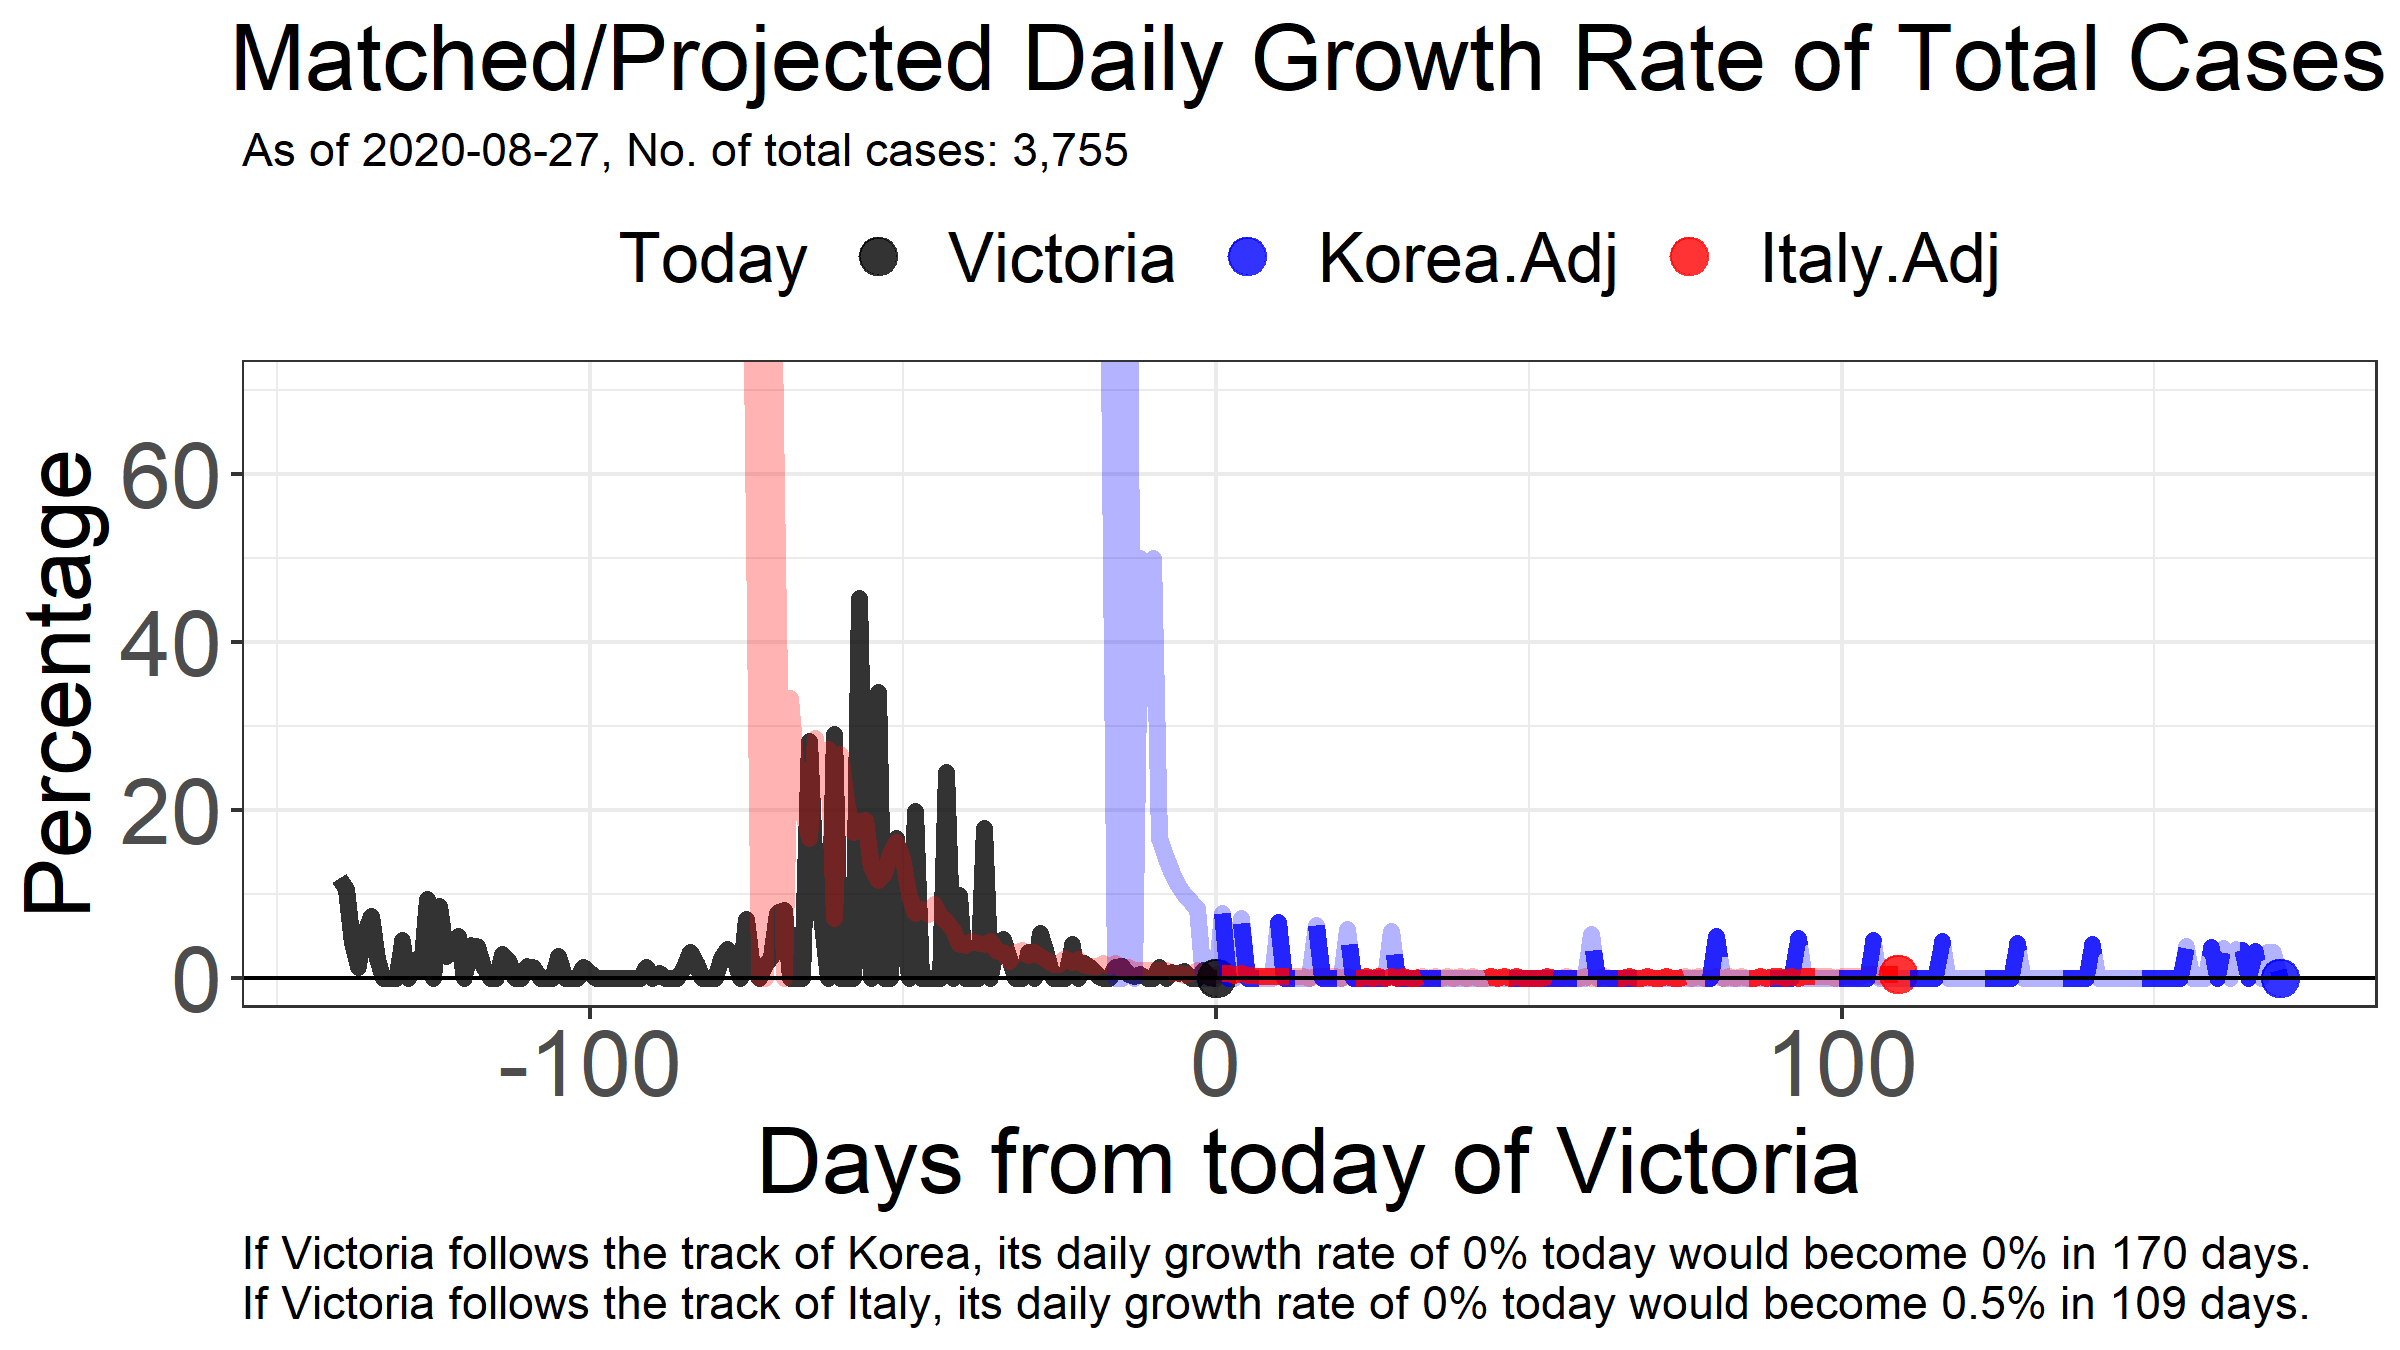 Matched/Projected Daily Growth Rate of Total Cases
As of 2020-08-27, No. of total cases: 3,755
Today Victoria Korea.Adj Italy.Adj
Percentage
60
40
20
0
-100 0 100
Days from today of Victoria
If Victoria follows the track of Korea, its daily growth rate of 0% today would become 0% in 170 days.
If Victoria follows the track of Italy, its daily growth rate of 0% today would become 0.5% in 109 days.